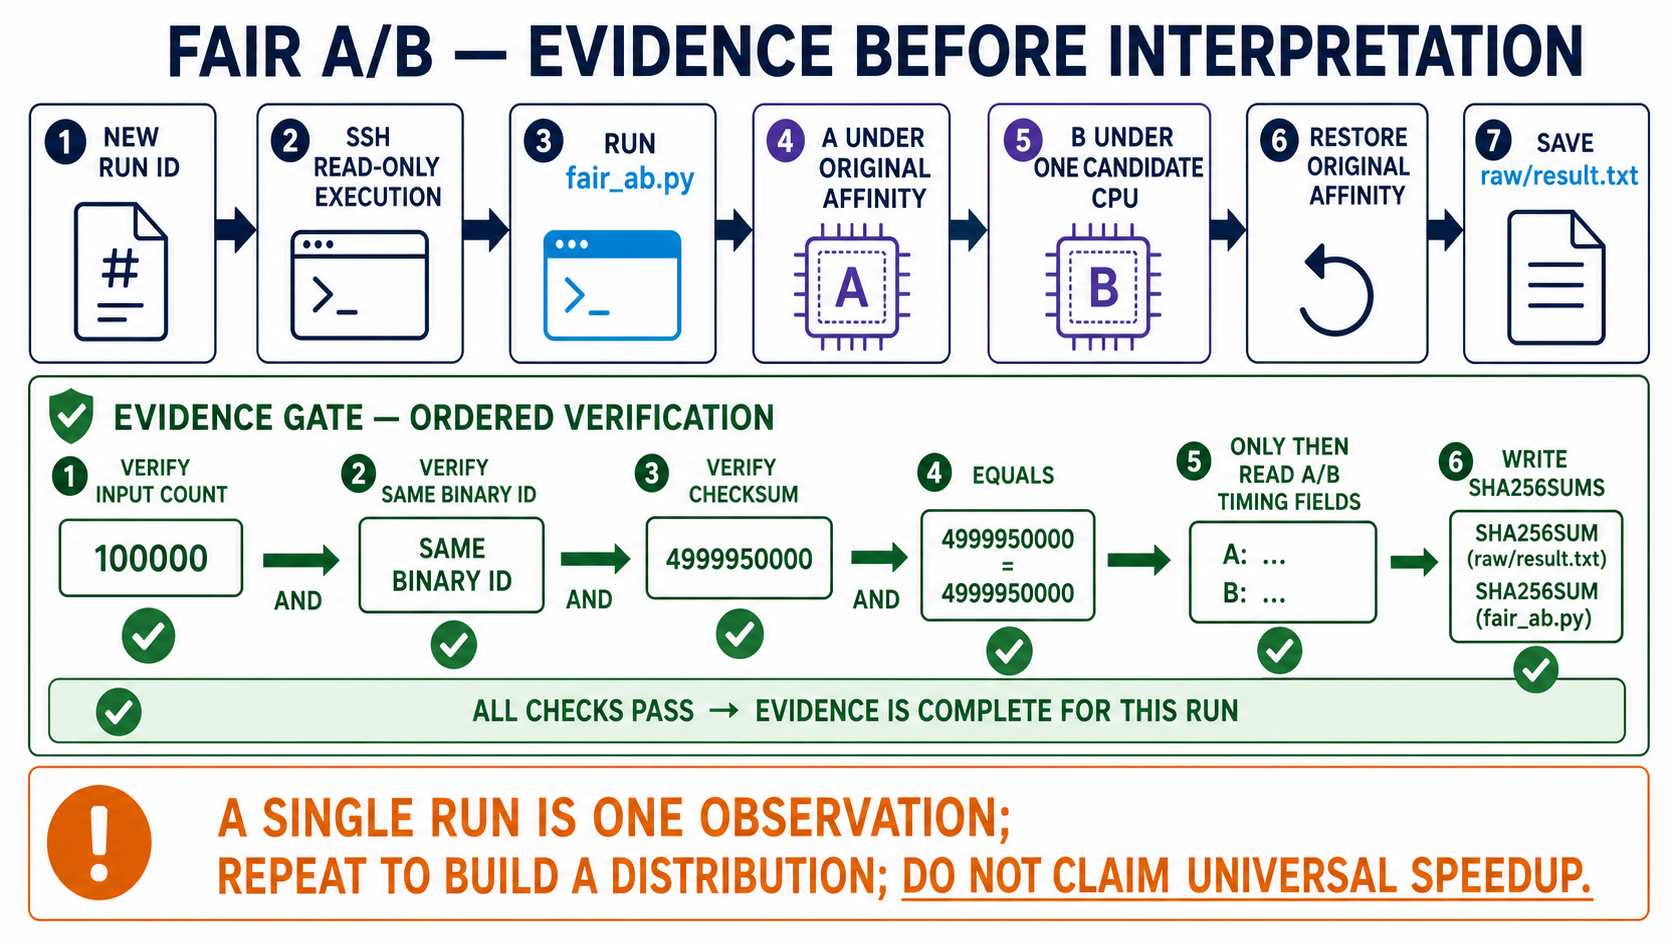 FAIR A/B — EVIDENCE BEFORE INTERPRETATION
1 NEW
RUN ID
#
2 SSH
READ-ONLY
EXECUTION
>_
3 RUN
fair_ab.py
>_
4 A UNDER
ORIGINAL
AFFINITY
A
5 B UNDER
ONE CANDIDATE
CPU
B
6 RESTORE
ORIGINAL
AFFINITY
7 SAVE
raw/result.txt
EVIDENCE GATE — ORDERED VERIFICATION
1 VERIFY
INPUT COUNT
100000
AND
2 VERIFY
SAME BINARY ID
SAME
BINARY ID
AND
3 VERIFY
CHECKSUM
4999950000
AND
4 EQUALS
4999950000
=
4999950000
5 ONLY THEN
READ A/B
TIMING FIELDS
A: ...
B: ...
6 WRITE
SHA256SUMS
SHA256SUM
(raw/result.txt)
SHA256SUM
(fair_ab.py)
ALL CHECKS PASS → EVIDENCE IS COMPLETE FOR THIS RUN
!
A SINGLE RUN IS ONE OBSERVATION;
REPEAT TO BUILD A DISTRIBUTION; DO NOT CLAIM UNIVERSAL SPEEDUP.